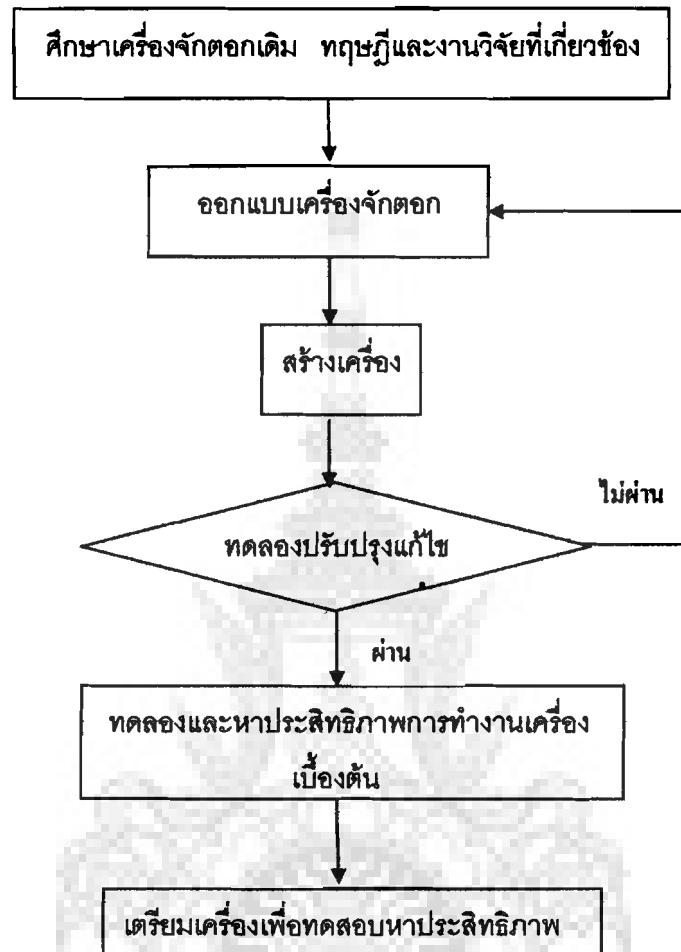 ศึกษาเครื่องจักตอกเดิม ทฤษฎีและงานวิจัยที่เกี่ยวข้อง
ออกแบบเครื่องจักตอก
สร้างเครื่อง
ไม่ผ่าน
ทดลองปรับปรุงแก้ไข
ผ่าน
ทดลองและหาประสิทธิภาพการทำงานเครื่อง
เบื้องต้น
เตรียมเครื่องเพื่อทดสอบหาประสิทธิภาพ